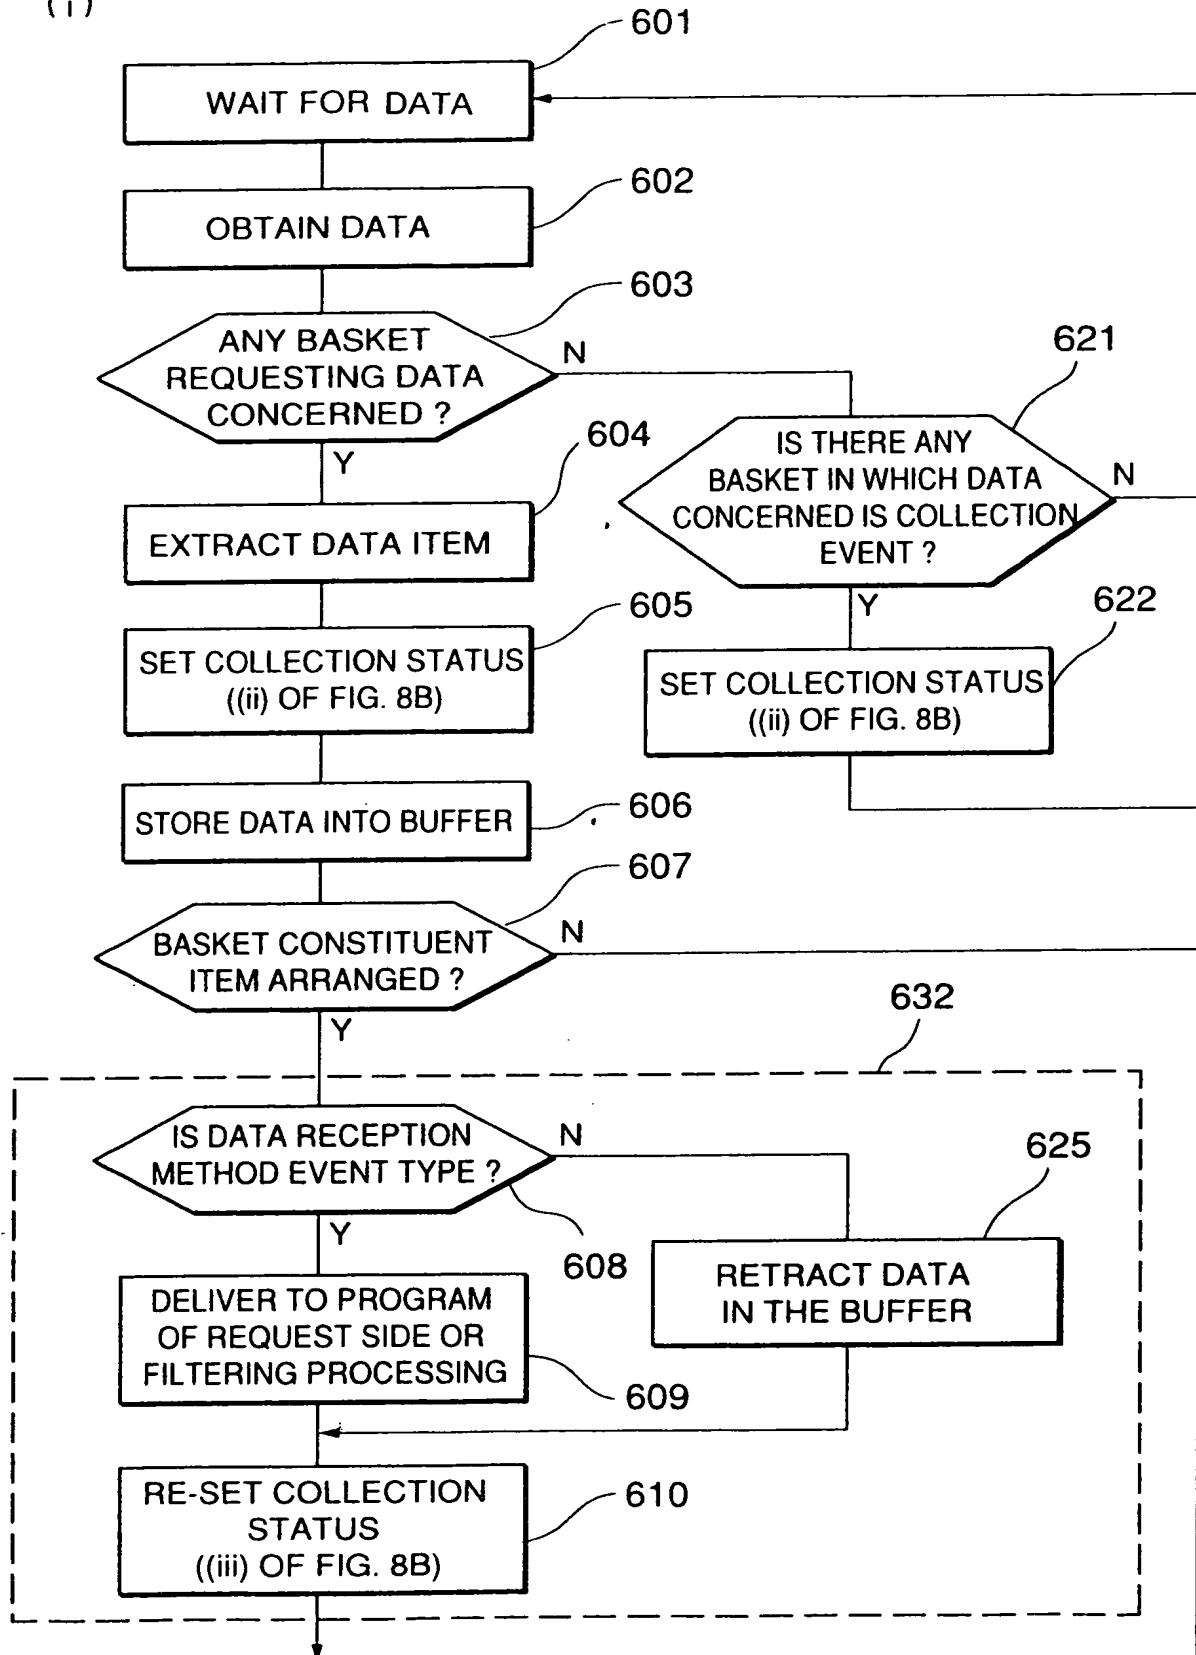 (i)
601
WAIT FOR DATA
602
OBTAIN DATA
603
ANY BASKET
REQUESTING DATA
CONCERNED ?
N
Y
621
IS THERE ANY
BASKET IN WHICH DATA
CONCERNED IS COLLECTION
EVENT ?
N
Y
604
EXTRACT DATA ITEM
605
SET COLLECTION STATUS
((ii) OF FIG. 8B)
622
SET COLLECTION STATUS
((ii) OF FIG. 8B)
606
STORE DATA INTO BUFFER
607
BASKET CONSTITUENT
ITEM ARRANGED ?
N
Y
632
IS DATA RECEPTION
METHOD EVENT TYPE ?
N
Y
608
625
RETRACT DATA
IN THE BUFFER
DELIVER TO PROGRAM
OF REQUEST SIDE OR
FILTERING PROCESSING
609
RE-SET COLLECTION
STATUS
((iii) OF FIG. 8B)
610